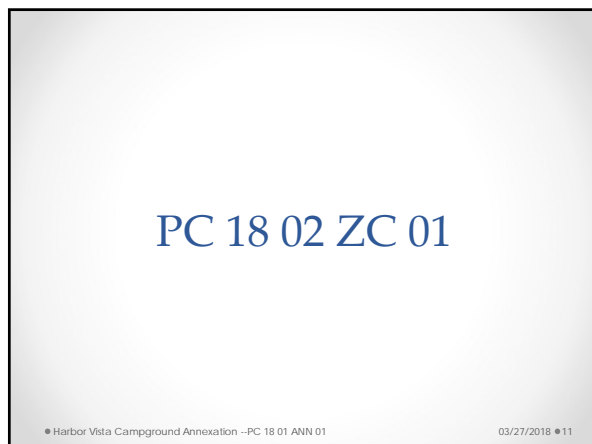 PC 18 02 ZC 01
● Harbor Vista Campground Annexation --PC 18 01 ANN 01 03/27/2018 ●11